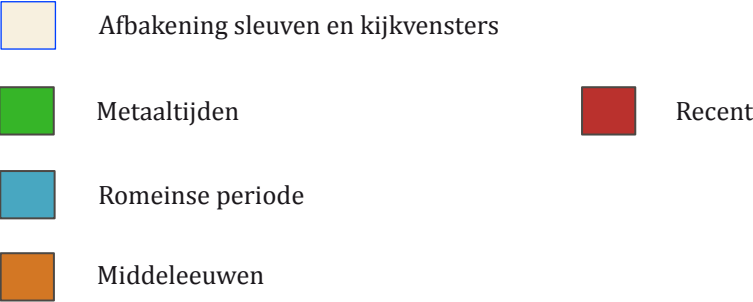 Afbakening sleuven en kijkvensters
Metaaltijden
Recent
Romeinse periode
Middeleeuwen